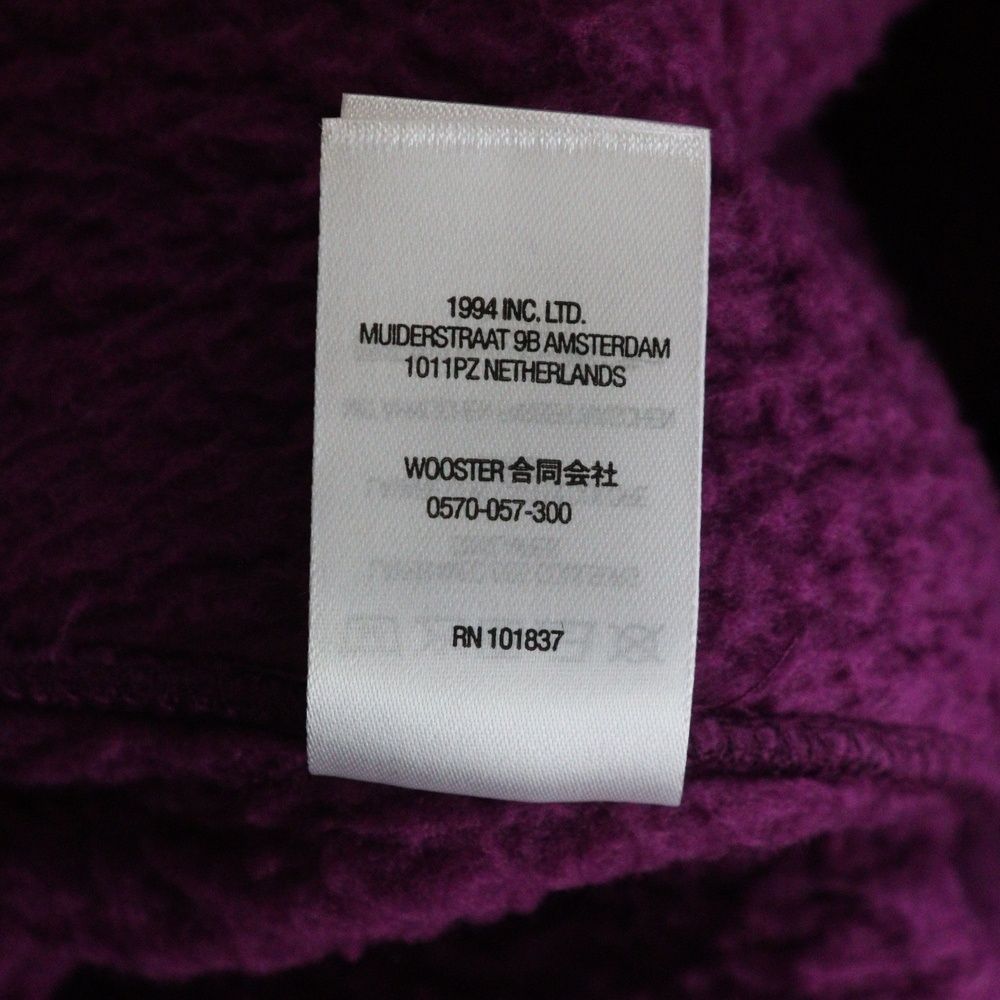 1994 INC. LTD.
MUIDERSTRAAT 9B AMSTERDAM
1011PZ NETHERLANDS
WOOSTER 合同会社
0570-057-300
RN 101837